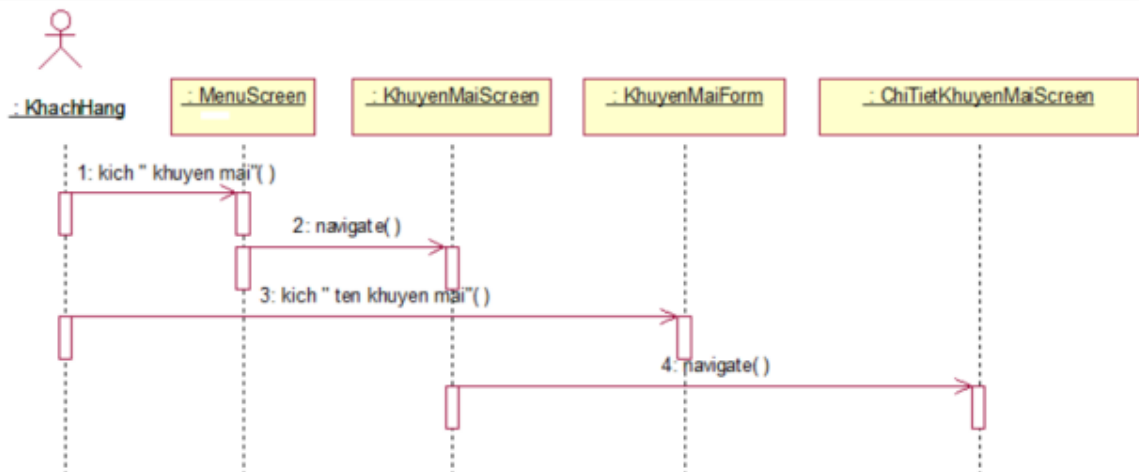 : KhachHang
: MenuScreen
: KhuyenMaiScreen
: KhuyenMaiForm
: ChiTietKhuyenMaiScreen
1: kich " khuyen mai"( )
2: navigate( )
3: kich " ten khuyen mai"( )
4: navigate( )